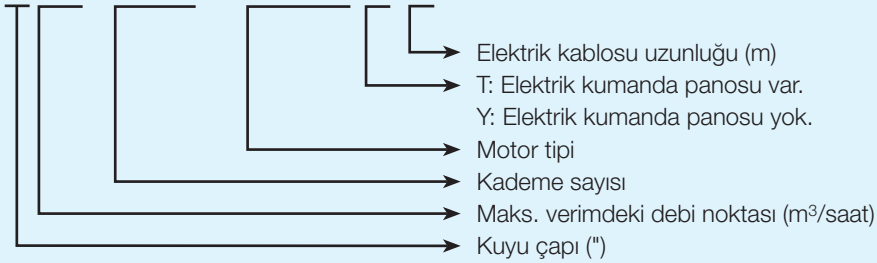 Elektrik kablosu uzunluğu (m)
T: Elektrik kumanda panosu var.
Y: Elektrik kumanda panosu yok.
Motor tipi
Kademe sayısı
Maks. verimdeki debi noktası (m³/saat)
Kuyu çapı (")